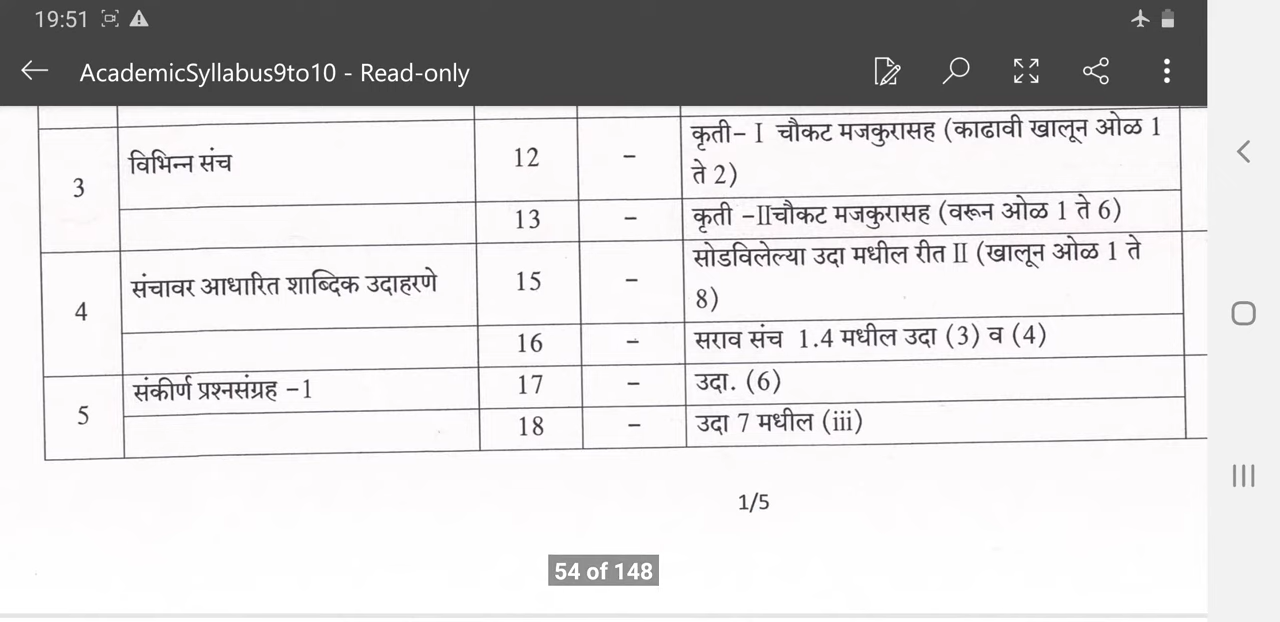 19:51
AcademicSyllabus9to10 - Read-only
3 विभिन्न संच 12 - कृती- I चौकट मजकुरासह (काढावी खालून ओळ 1
ते 2)
13 - कृती -IIचौकट मजकुरासह (वरून ओळ 1 ते 6)
4 संचावर आधारित शाब्दिक उदाहरणे 15 - सोडविलेल्या उदा मधील रीत II (खालून ओळ 1 ते
8)
16 - सराव संच 1.4 मधील उदा (3) व (4)
5 संकीर्ण प्रश्नसंग्रह -1 17 - उदा. (6)
18 - उदा 7 मधील (iii)
1/5
54 of 148